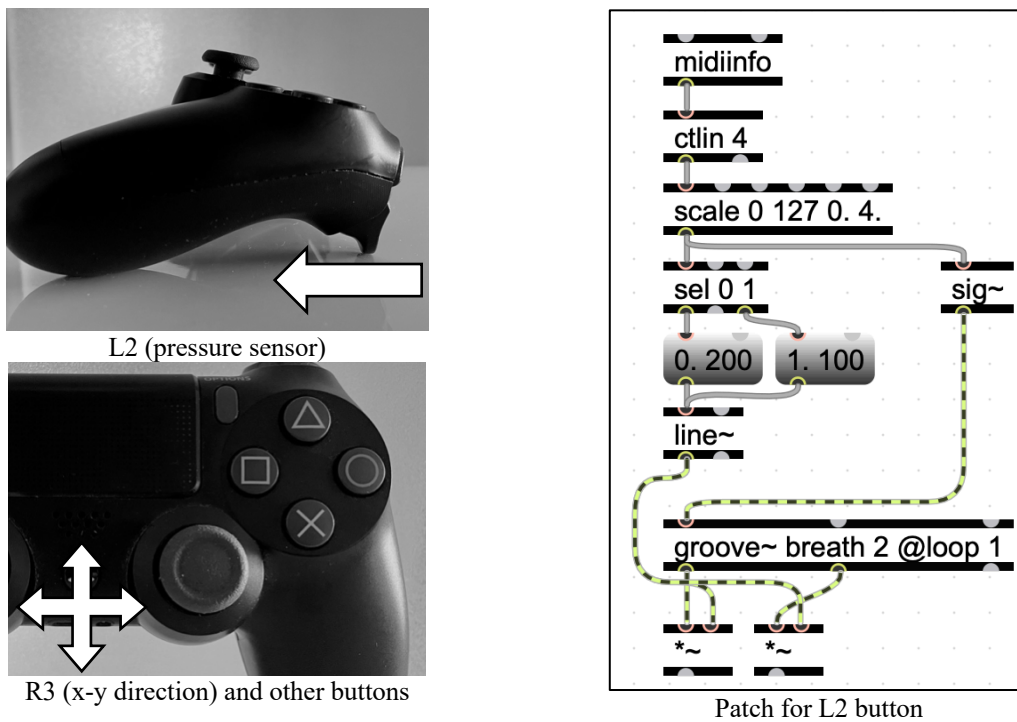 L2 (pressure sensor)
OPTIONS
R3 (x-y direction) and other buttons
midiinfo
ctlin 4
scale 0 127 0. 4.
sel 0 1
sig~
0. 200
1. 100
line~
groove~ breath 2 @loop 1
*~
*~
Patch for L2 button